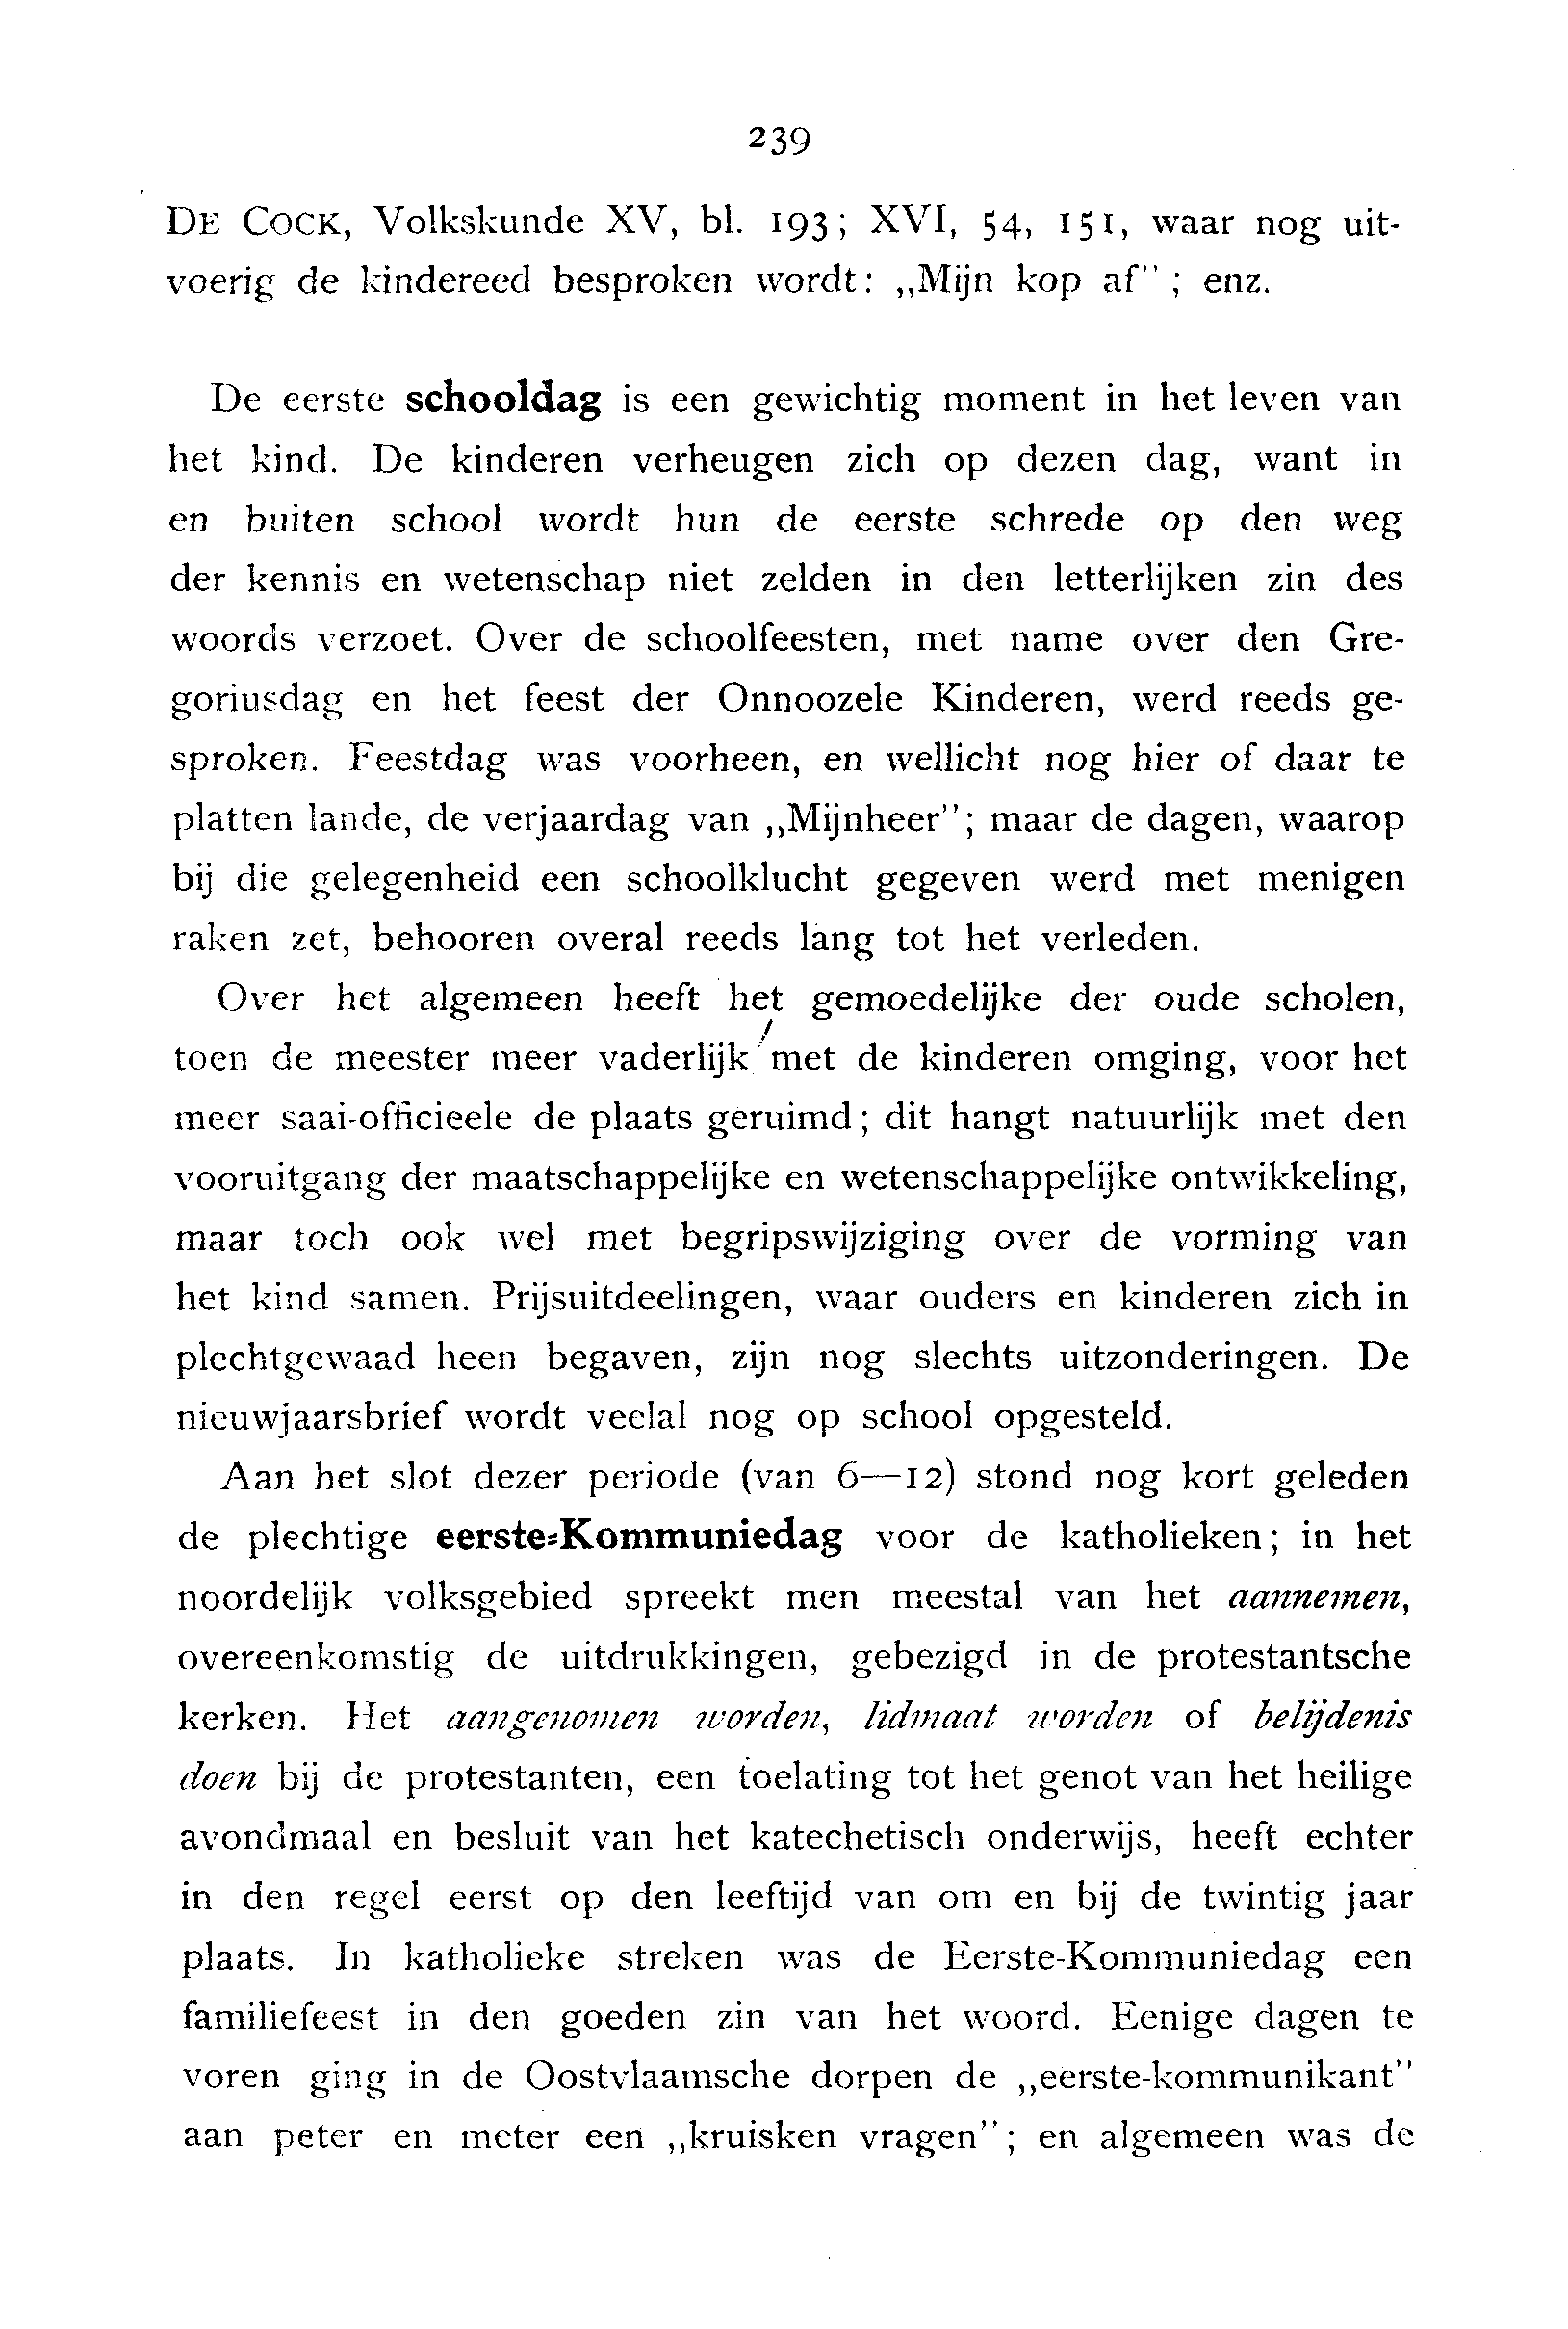 239
DE COCK, Volkskunde XV, bl. 193; XVI, 54, 151, waar nog uit-
voerig de kindereed besproken wordt: „Mijn kop af”; enz.
De eerste schooldag is een gewichtig moment in het leven van
het kind. De kinderen verheugen zich op dezen dag, want in
en buiten school wordt hun de eerste schrede op den weg
der kennis en wetenschap niet zelden in den letterlijken zin des
woords verzoet. Over de schoolfeesten, met name over den Gre-
goriusdag en het feest der Onnoozele Kinderen, werd reeds ge-
sproken. Feestdag was voorheen, en wellicht nog hier of daar te
platten lande, de verjaardag van „Mijnheer”; maar de dagen, waarop
bij die gelegenheid een schoolklucht gegeven werd met menigen
raken zet, behooren overal reeds lang tot het verleden.
Over het algemeen heeft het gemoedelijke der oude scholen,
toen de meester meer vaderlijk met de kinderen omging, voor het
meer saai-officieele de plaats geruimd; dit hangt natuurlijk met den
vooruitgang der maatschappelijke en wetenschappelijke ontwikkeling,
maar toch ook wel met begripswijziging over de vorming van
het kind samen. Prijsuitdeelingen, waar ouders en kinderen zich in
plechtgewaad heen begaven, zijn nog slechts uitzonderingen. De
nieuwjaarsbrief wordt veelal nog op school opgesteld.
Aan het slot dezer periode (van 6—12) stond nog kort geleden
de plechtige eerste-Kommuniedag voor de katholieken; in het
noordelijk volksgebied spreekt men meestal van het aannemen,
overeenkomstig de uitdrukkingen, gebezigd in de protestantsche
kerken. Het aangenomen worden, lidmaat worden of belijdenis
doen bij de protestanten, een toelating tot het genot van het heilige
avondmaal en besluit van het katechetisch onderwijs, heeft echter
in den regel eerst op den leeftijd van om en bij de twintig jaar
plaats. In katholieke streken was de Eerste-Kommuniedag een
familiefeest in den goeden zin van het woord. Eenige dagen te
voren ging in de Oostvlaamsche dorpen de „eerste-kommunikant”
aan peter en meter een „kruisken vragen”; en algemeen was de